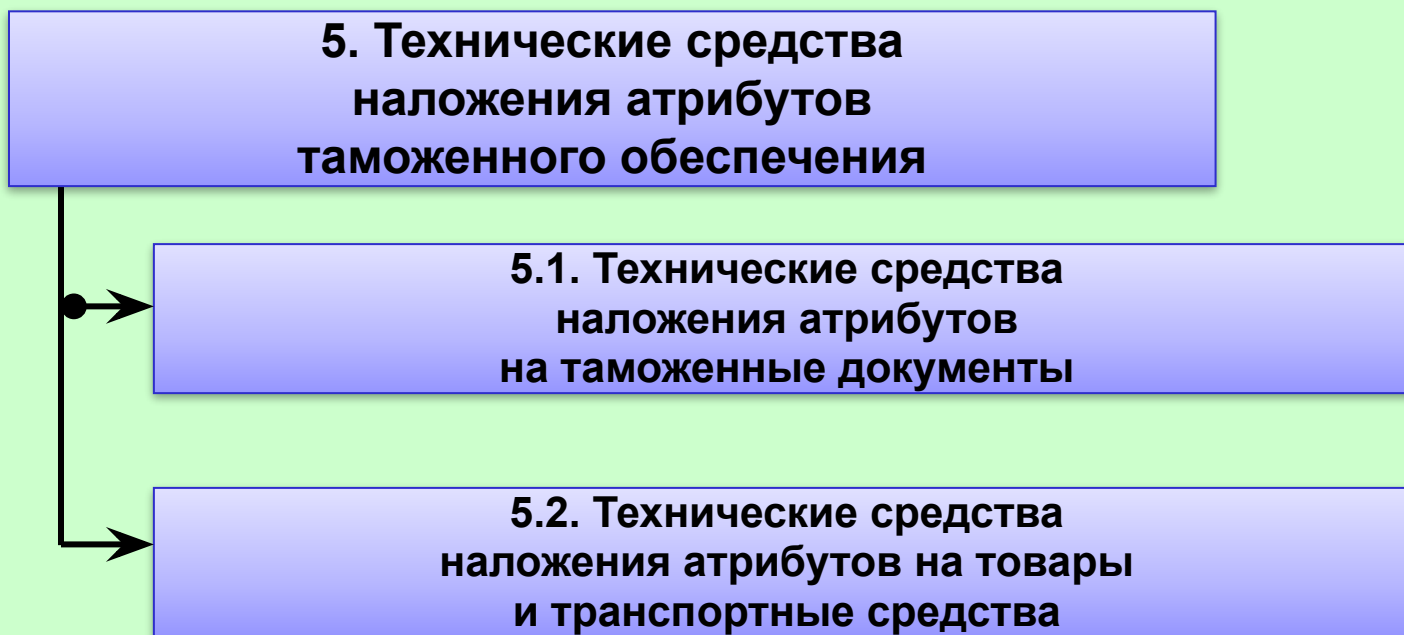 5. Технические средства
наложения атрибутов
таможенного обеспечения
5.1. Технические средства
наложения атрибутов
на таможенные документы
5.2. Технические средства
наложения атрибутов на товары
и транспортные средства